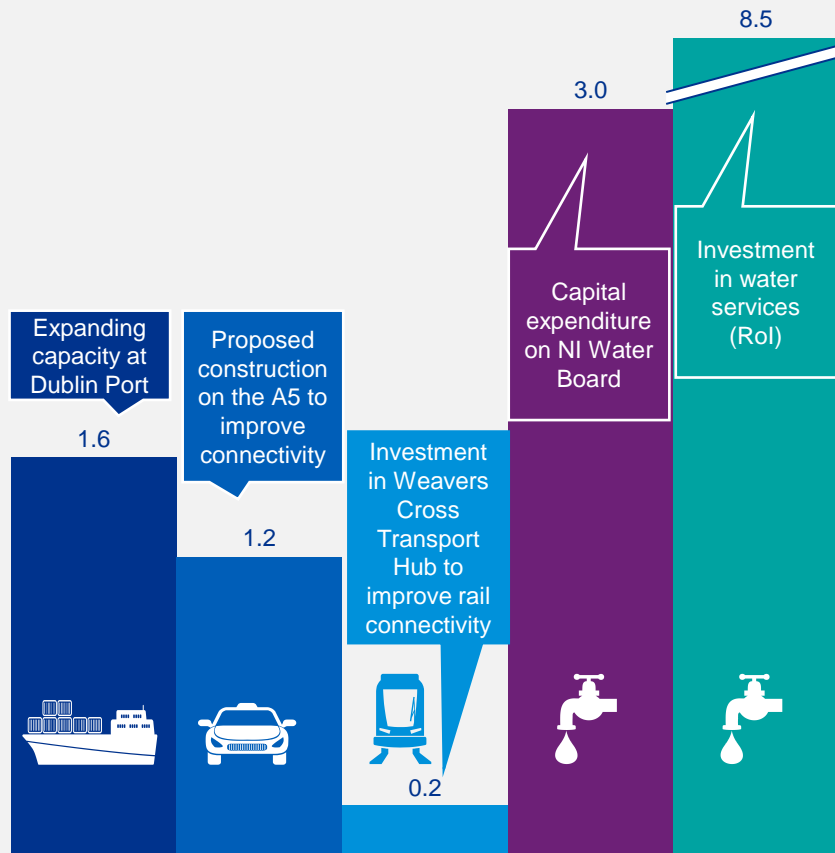 Expanding
capacity at
Dublin Port
1.6
Proposed
construction
on the A5 to
improve
connectivity
1.2
Investment
in Weavers
Cross
Transport
Hub to
improve rail
connectivity
0.2
3.0
Capital
expenditure
on NI Water
Board
8.5
Investment
in water
services
(RoI)